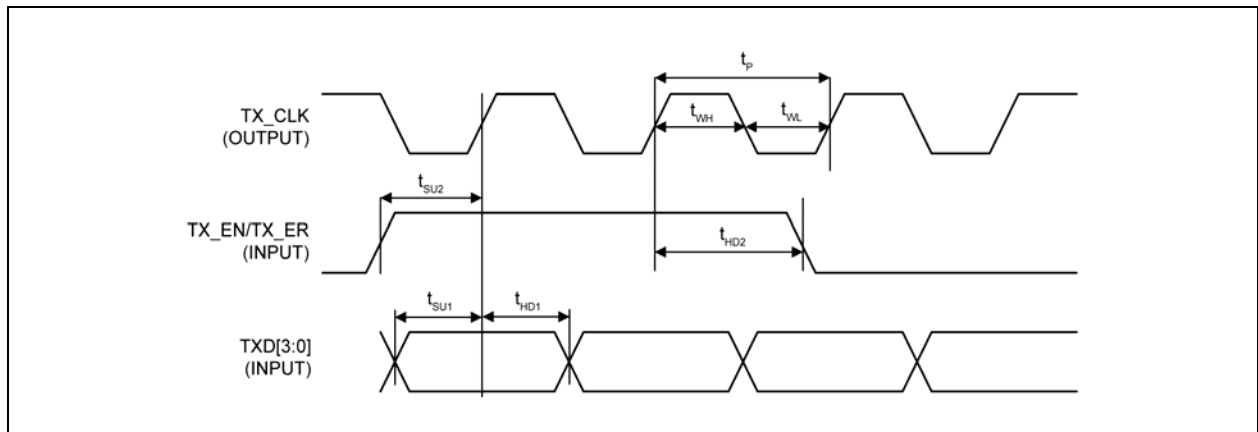 t_P
TX_CLK
(OUTPUT)
t_WH
t_WL
t_SU2
TX_EN/TX_ER
(INPUT)
t_HD2
t_SU1
t_HD1
TXD[3:0]
(INPUT)